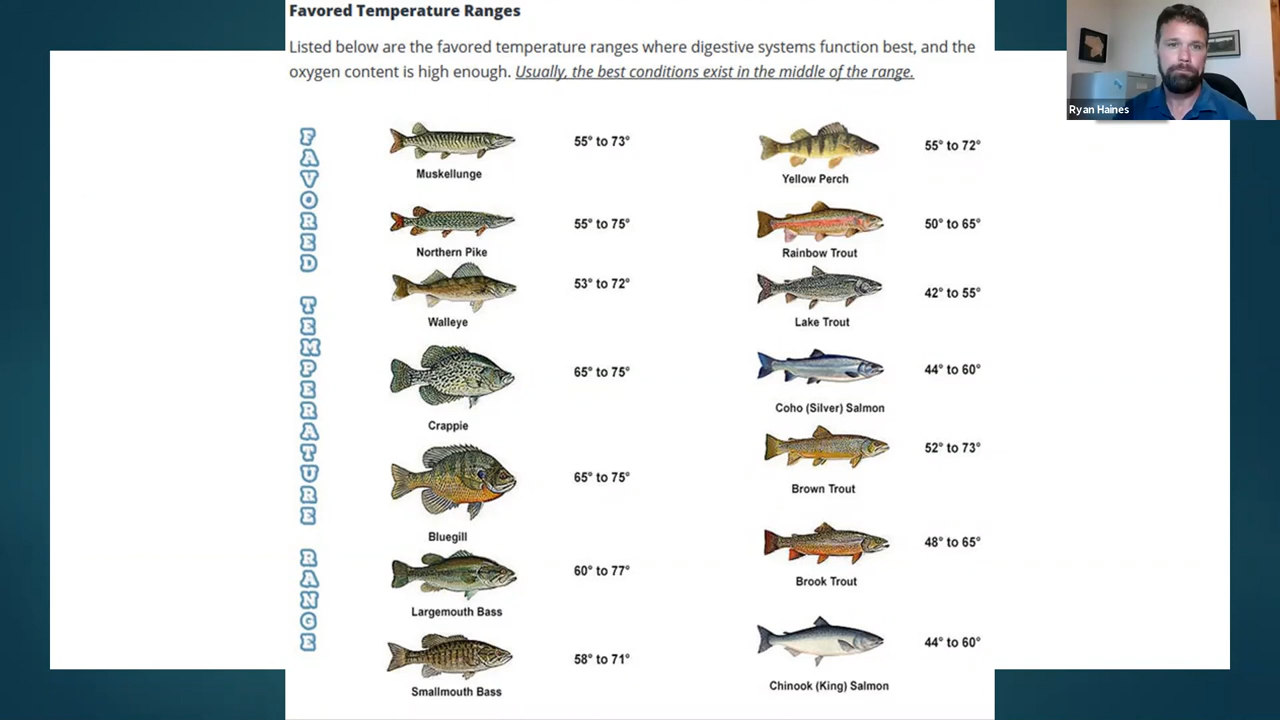 Favored Temperature Ranges
Listed below are the favored temperature ranges where digestive systems function best, and the
oxygen content is high enough. Usually, the best conditions exist in the middle of the range.
Ryan Haines
FAVORED TEMPERATURE RANGE
55° to 73°
Muskellunge
55° to 75°
Northern Pike
53° to 72°
Walleye
65° to 75°
Crappie
65° to 75°
Bluegill
60° to 77°
Largemouth Bass
58° to 71°
Smallmouth Bass
55° to 72°
Yellow Perch
50° to 65°
Rainbow Trout
42° to 55°
Lake Trout
44° to 60°
Coho (Silver) Salmon
52° to 73°
Brown Trout
48° to 65°
Brook Trout
44° to 60°
Chinook (King) Salmon